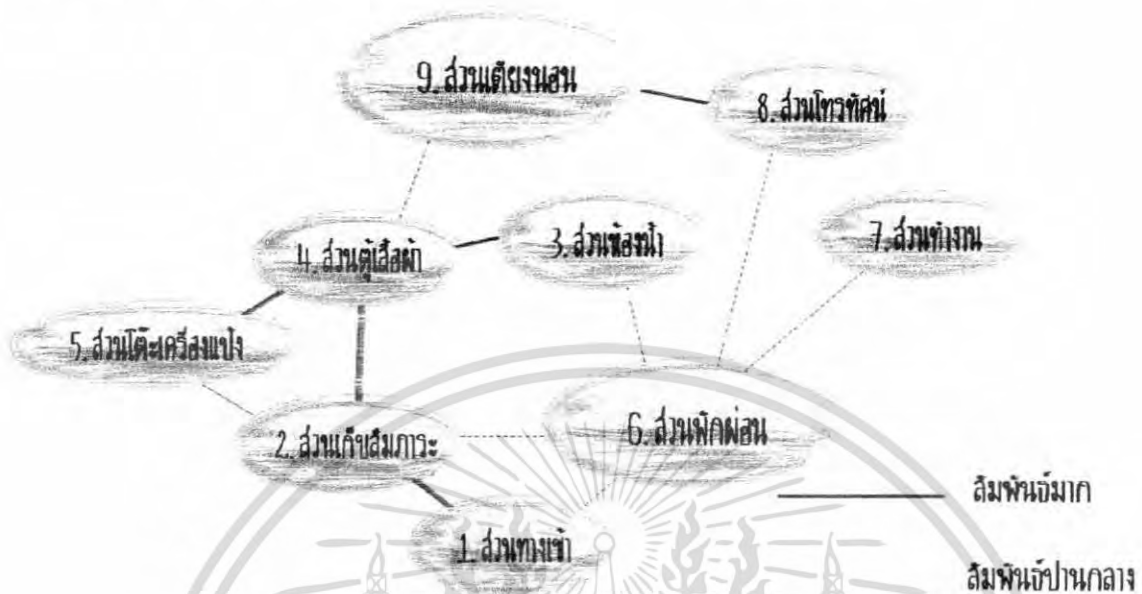 9. ส่วนเตียงนอน
8. ส่วนโทรทัศน์
4. ส่วนตู้เสื้อผ้า
3. ส่วนห้องน้ำ
7. ส่วนทำงาน
5. ส่วนโต๊ะเครื่องแป้ง
2. ส่วนเก็บสัมภาระ
6. ส่วนพักผ่อน
สัมพันธ์มาก
1. ส่วนทางเข้า
สัมพันธ์ปานกลาง